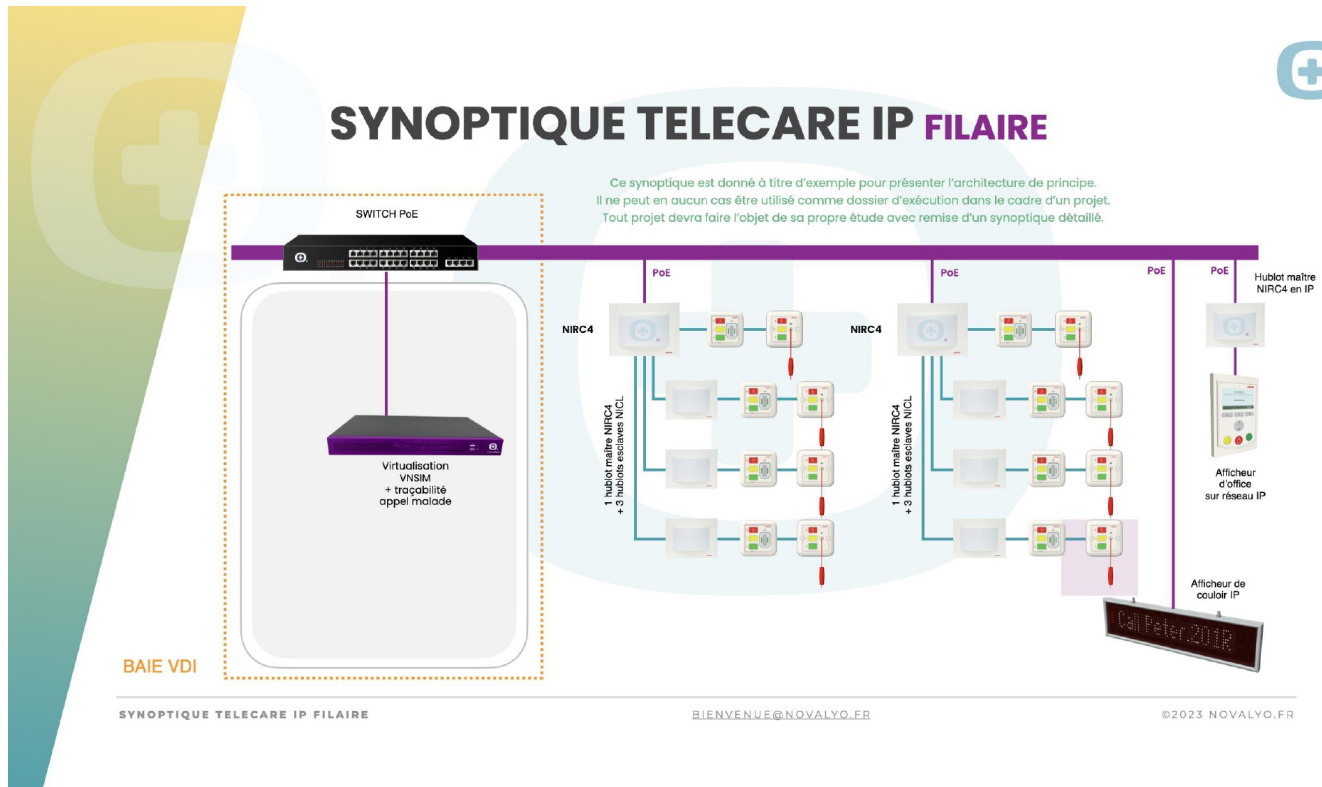 SYNOPTIQUE TELECARE IP FILAIRE
Ce synoptique est donné à titre d'exemple pour présenter l'architecture de principe.
Il ne peut en aucun cas être utilisé comme dossier d'exécution dans le cadre d'un projet.
Tout projet devra faire l'objet de sa propre étude avec remise d'un synoptique détaillé.
SWITCH PoE
PoE
PoE
PoE
PoE
Hublot maître
NIRC4 en IP
NIRC4
NIRC4
1 hublot maître NIRC4
+ 3 hublots esclaves NICL
1 hublot maître NIRC4
+ 3 hublots esclaves NICL
Virtualisation
VNSIM
+ traçabilité
appel malade
Afficheur
d'office
sur réseau IP
Afficheur de
couloir IP
Call Peter 201R
BAIE VDI
SYNOPTIQUE TELECARE IP FILAIRE
BIENVENUE@NOVALYO.FR
©2023 NOVALYO.FR